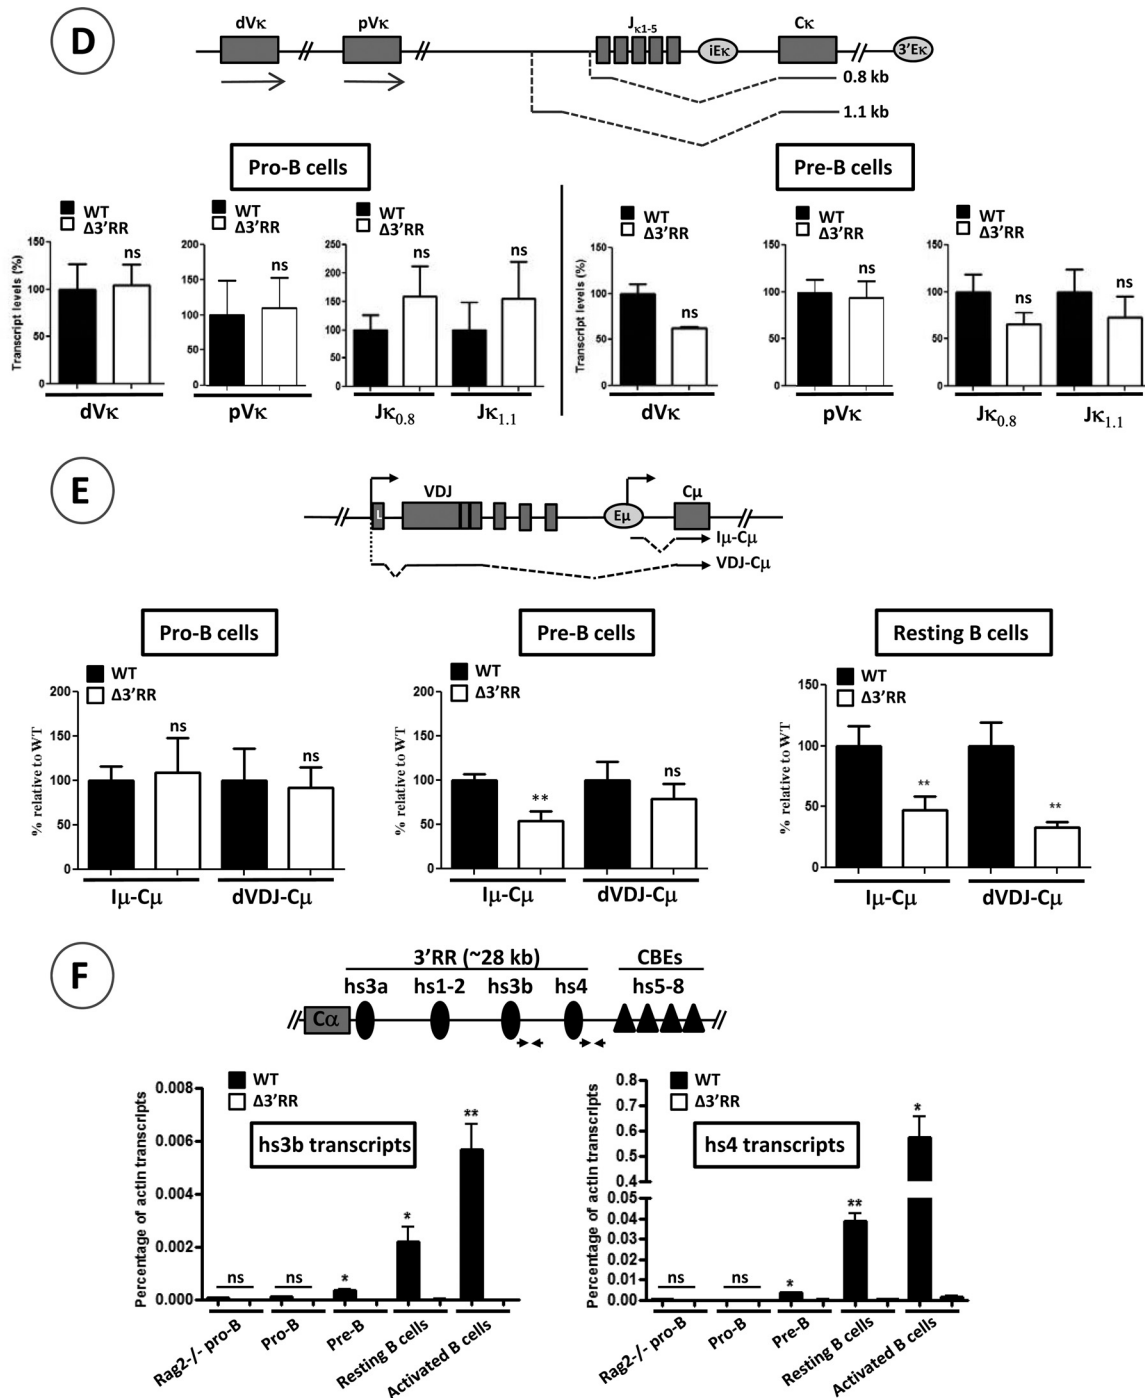 D
dVκ pVκ Jκ1-5 iEκ Cκ 3'Eκ
0.8 kb
1.1 kb
Pro-B cells
Pre-B cells
WT
Δ3'RR
Transcript levels (%)
150
100
50
0
ns
dVκ
WT
Δ3'RR
200
150
100
50
0
ns
pVκ
WT
Δ3'RR
250
200
150
100
50
0
ns ns
Jκ0.8 Jκ1.1
WT
Δ3'RR
Transcript levels (%)
150
100
50
0
ns
dVκ
WT
Δ3'RR
150
100
50
0
ns
pVκ
WT
Δ3'RR
150
100
50
0
ns ns
Jκ0.8 Jκ1.1
E
L VDJ Eμ Cμ
Iμ-Cμ
VDJ-Cμ
Pro-B cells
WT
Δ3'RR
% relative to WT
200
150
100
50
0
ns ns
Iμ-Cμ dVDJ-Cμ
Pre-B cells
WT
Δ3'RR
% relative to WT
200
150
100
50
0
** ns
Iμ-Cμ dVDJ-Cμ
Resting B cells
WT
Δ3'RR
% relative to WT
150
100
50
0
** **
Iμ-Cμ dVDJ-Cμ
F
3'RR (~28 kb) CBEs
hs3a hs1-2 hs3b hs4 hs5-8
Cα
WT
Δ3'RR
hs3b transcripts
Percentage of actin transcripts
0.008
0.006
0.004
0.002
0.000
ns ns * * **
Rag2-/- pro-B
Pro-B
Pre-B
Resting B cells
Activated B cells
WT
Δ3'RR
hs4 transcripts
Percentage of actin transcripts
0.8
0.7
0.6
0.5
0.4
0.05
0.04
0.03
0.02
0.01
0.00
ns ns * ** *
Rag2-/- pro-B
Pro-B
Pre-B
Resting B cells
Activated B cells